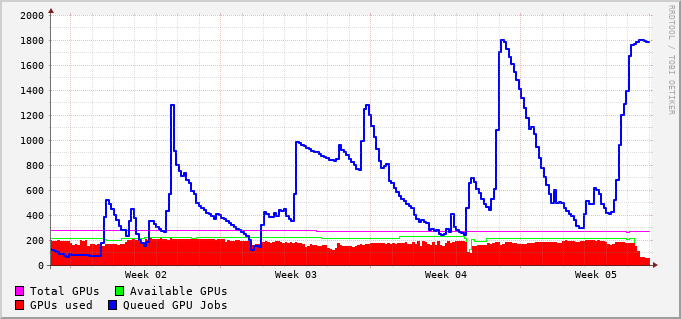 2000
1800
1600
1400
1200
1000
800
600
400
200
0
Week 02 Week 03 Week 04 Week 05
Total GPUs Available GPUs
GPUs used Queued GPU Jobs
RRDTOOL / TOBI OETIKER